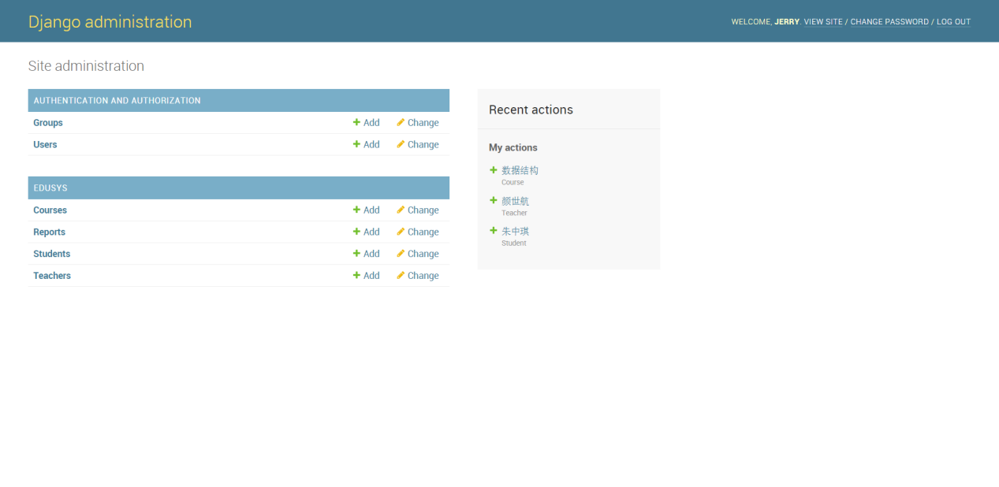 Django administration
WELCOME, JERRY. VIEW SITE / CHANGE PASSWORD / LOG OUT
Site administration
AUTHENTICATION AND AUTHORIZATION
Groups Add Change
Users Add Change
EDUSYS
Courses Add Change
Reports Add Change
Students Add Change
Teachers Add Change
Recent actions
My actions
数据结构
Course
颜世航
Teacher
朱中琪
Student